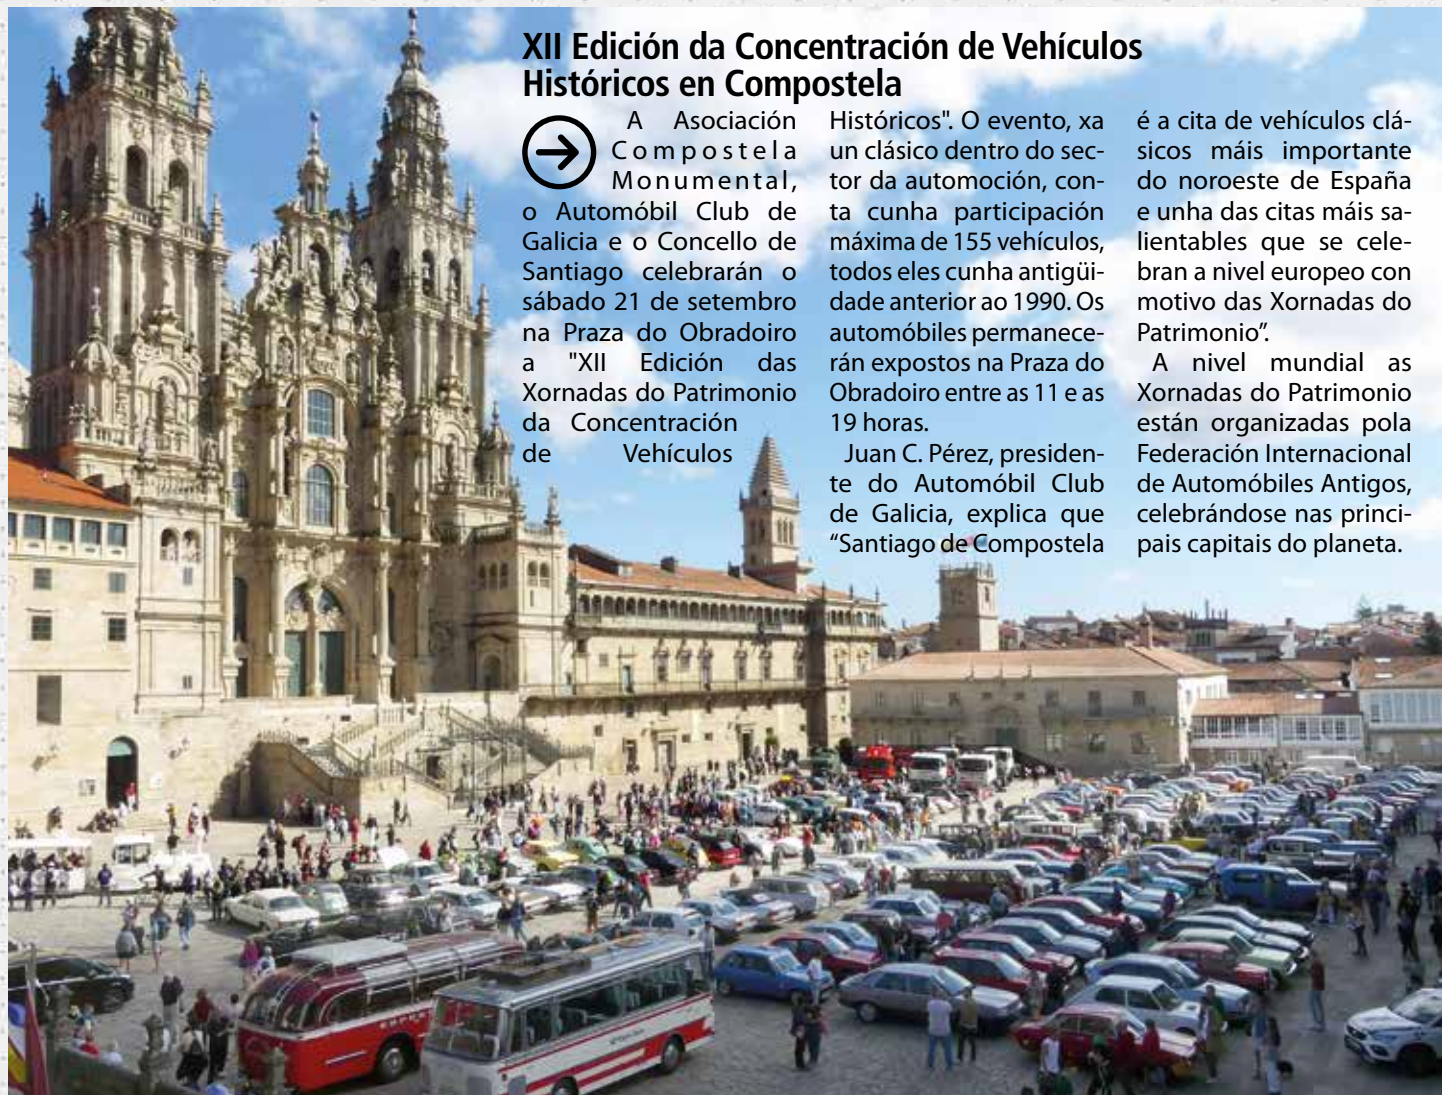 XII Edición da Concentración de Vehículos
Históricos en Compostela
A Asociación
Compostela
Monumental,
o Automóbil Club de
Galicia e o Concello de
Santiago celebrarán o
sábado 21 de setembro
na Praza do Obradoiro
a "XII Edición das
Xornadas do Patrimonio
da Concentración
de Vehículos
Históricos". O evento, xa
un clásico dentro do sec-
tor da automoción, con-
ta cunha participación
máxima de 155 vehículos,
todos eles cunha antigüi-
dade anterior ao 1990. Os
automóbiles permanece-
rán expostos na Praza do
Obradoiro entre as 11 e as
19 horas.
Juan C. Pérez, presiden-
te do Automóbil Club
de Galicia, explica que
“Santiago de Compostela
é a cita de vehículos clá-
sicos máis importante
do noroeste de España
e unha das citas máis sa-
lientables que se cele-
bran a nivel europeo con
motivo das Xornadas do
Patrimonio”.
A nivel mundial as
Xornadas do Patrimonio
están organizadas pola
Federación Internacional
de Automóbiles Antigos,
celebrándose nas princi-
pais capitais do planeta.